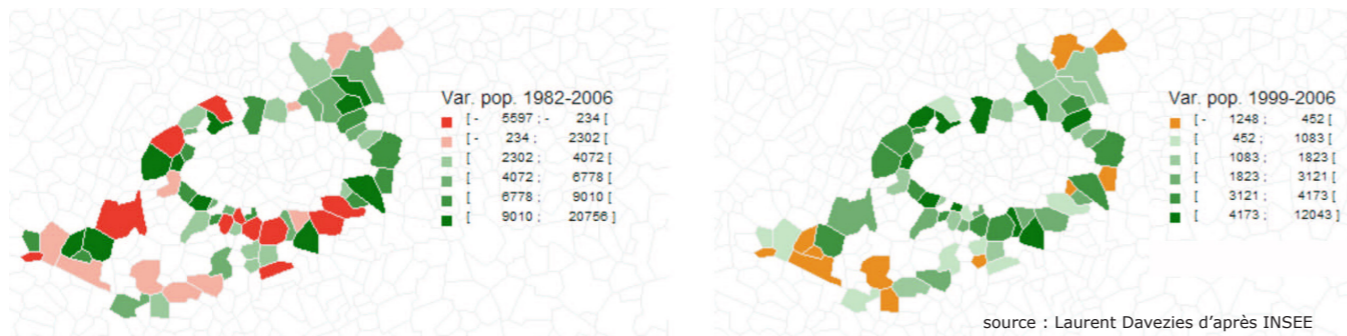 Var. pop. 1982-2006
[ - 5597 ; - 234 [
[ - 234 ; 2302 [
[ 2302 ; 4072 [
[ 4072 ; 6778 [
[ 6778 ; 9010 [
[ 9010 ; 20756 ]
Var. pop. 1999-2006
[ - 1248 ; 452 [
[ 452 ; 1083 [
[ 1083 ; 1823 [
[ 1823 ; 3121 [
[ 3121 ; 4173 [
[ 4173 ; 12043 ]
source : Laurent Davezies d'après INSEE